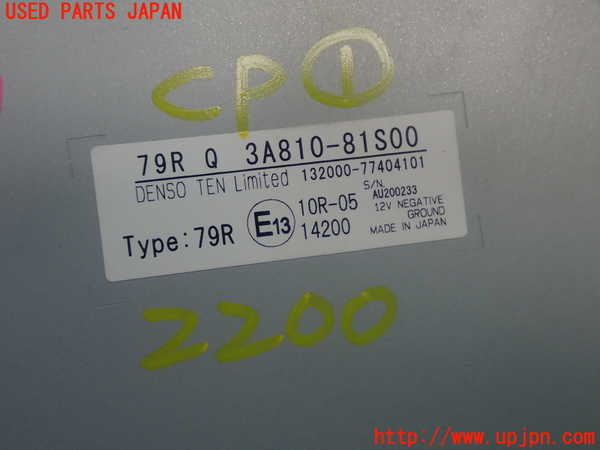 USED PARTS JAPAN
CP①
79R Q 3A810-81S00
DENSO TEN Limited 132000-77404101
Type:79R
E13
10R-05
14200
S/N.
AU200233
12V NEGATIVE
GROUND
MADE IN JAPAN
2200
http://www.upjpn.com/